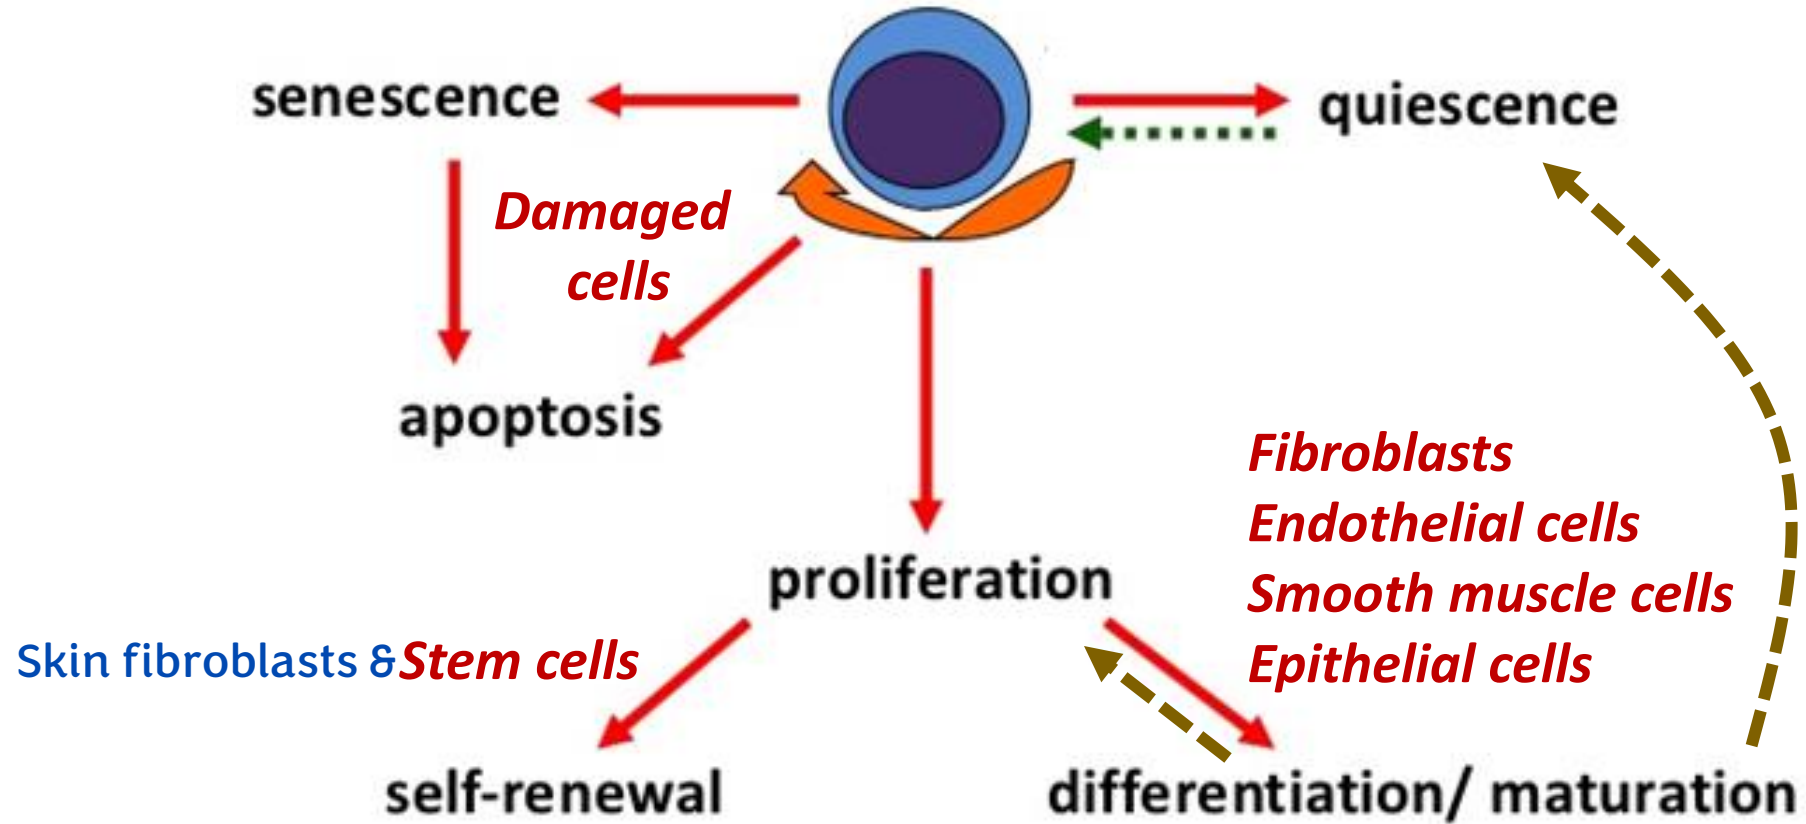 senescence
quiescence
Damaged
cells
apoptosis
Fibroblasts
Endothelial cells
Smooth muscle cells
Epithelial cells
proliferation
Skin fibroblasts & Stem cells
self-renewal
differentiation/ maturation